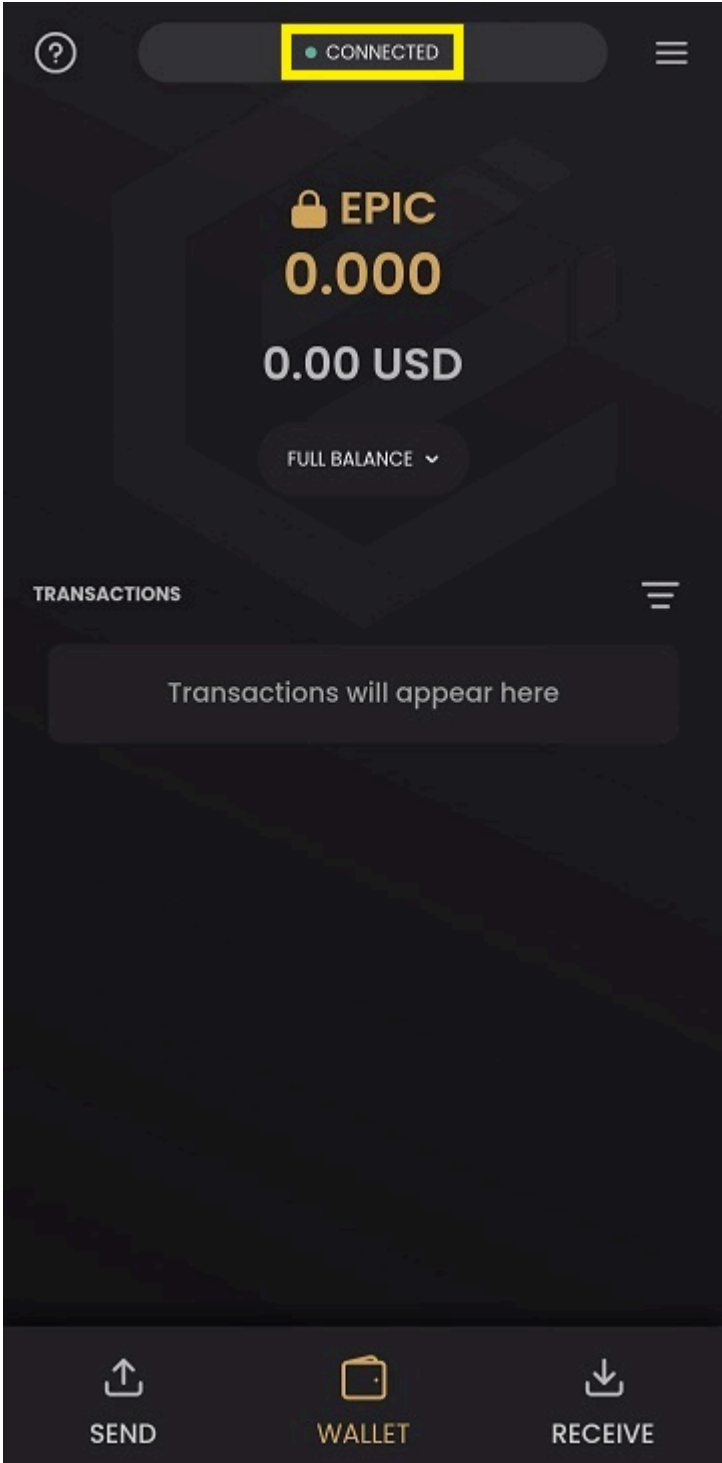 CONNECTED
EPIC
0.000
0.00 USD
FULL BALANCE
TRANSACTIONS
Transactions will appear here
SEND WALLET RECEIVE